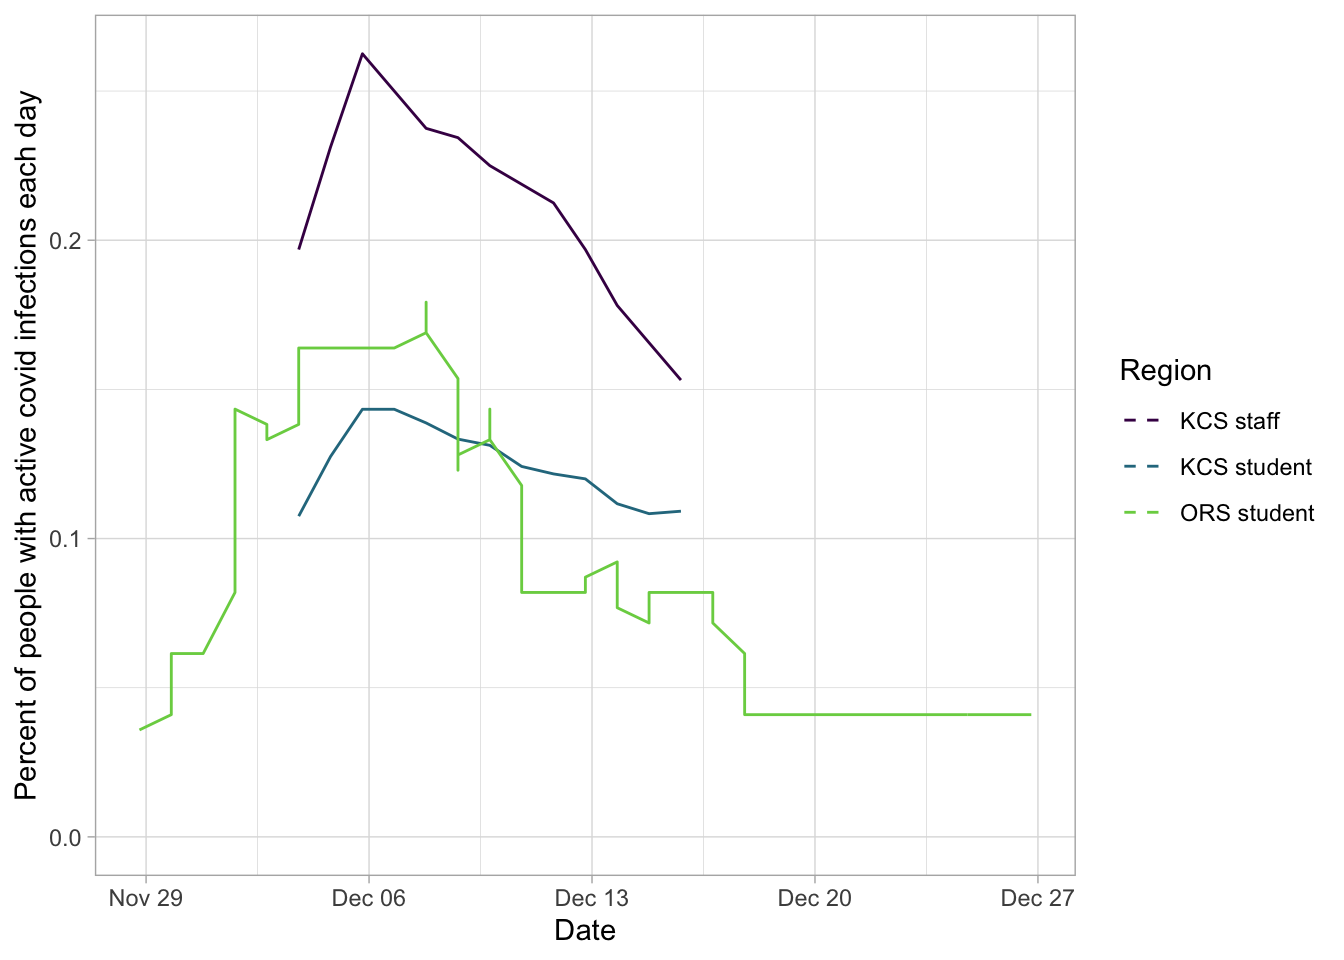 Percent of people with active covid infections each day
0.2
0.1
0.0
Nov 29
Dec 06
Dec 13
Dec 20
Dec 27
Date
Region
KCS staff
KCS student
ORS student